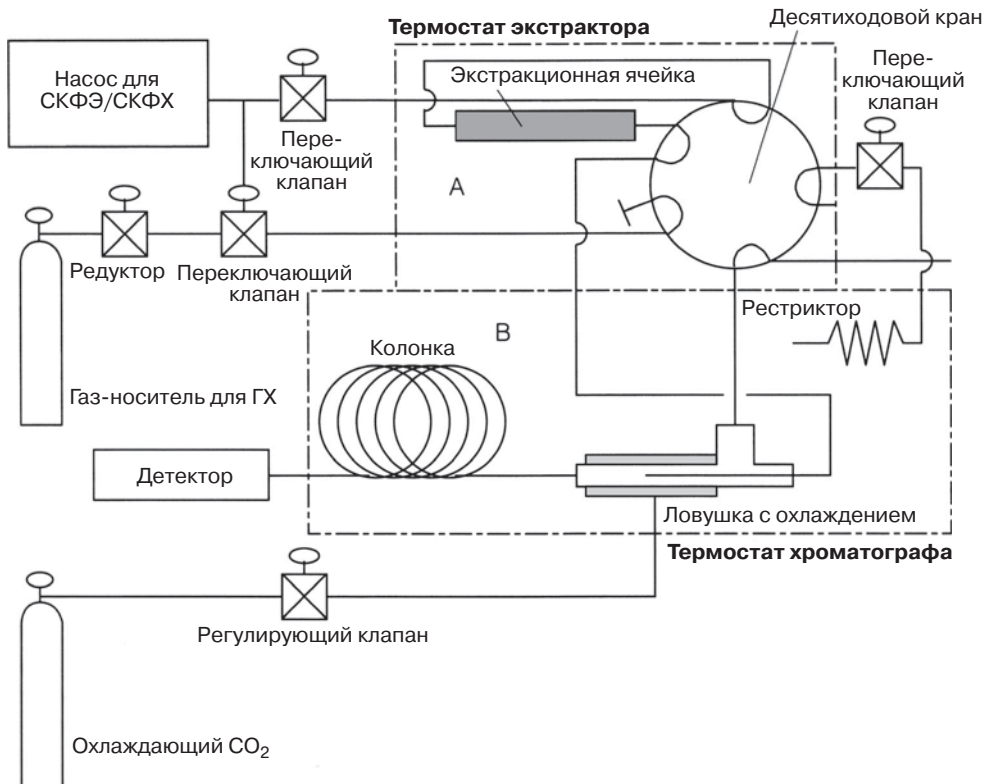 Десятиходовой кран
Термостат экстрактора
Насос для
СКФЭ/СКФХ
Экстракционная ячейка
Пере-
ключающий
клапан
Пере-
ключающий
клапан
A
Редуктор
Переключающий
клапан
Рестриктор
B
Колонка
Газ-носитель для ГХ
Детектор
Ловушка с охлаждением
Термостат хроматографа
Регулирующий клапан
Охлаждающий CO₂